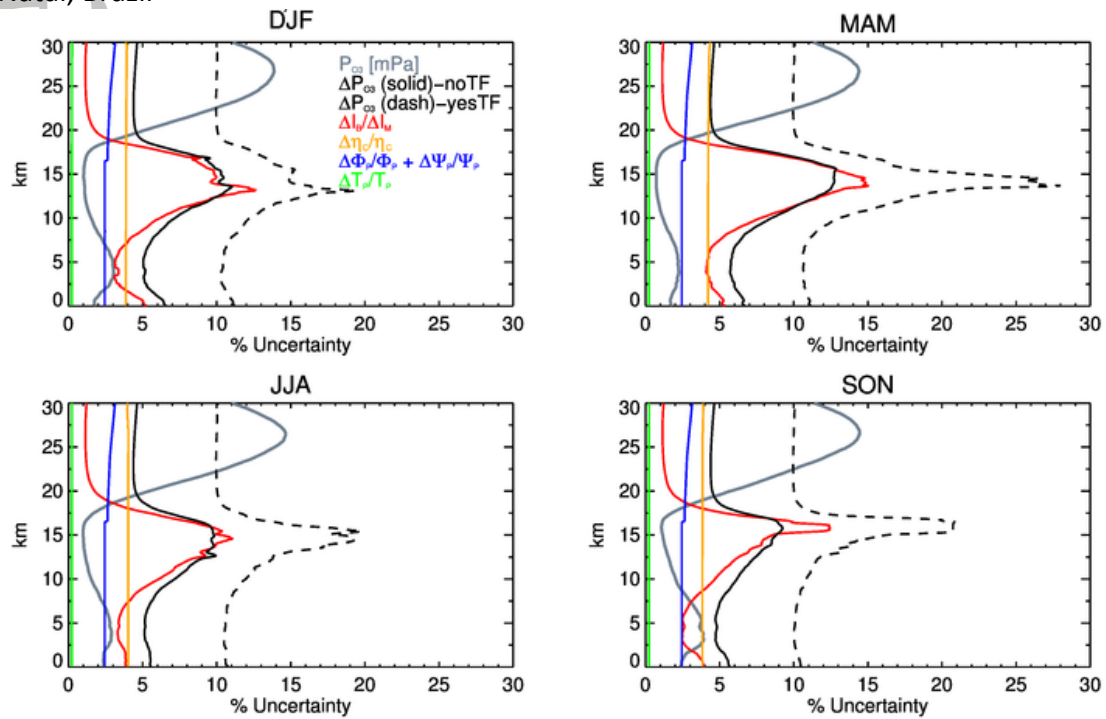 Natal, Brazil
DJF
MAM
30
25
20
15
10
5
0
km
P_O3 [mPa]
ΔP_O3 (solid)-noTF
ΔP_O3 (dash)-yesTF
ΔI_B/ΔI_M
Δη_C/η_C
ΔΦ_P/Φ_P + ΔΨ_P/Ψ_P
ΔT_P/T_P
0 5 10 15 20 25 30
% Uncertainty
30
25
20
15
10
5
0
km
0 5 10 15 20 25 30
% Uncertainty
JJA
SON
30
25
20
15
10
5
0
km
0 5 10 15 20 25 30
% Uncertainty
30
25
20
15
10
5
0
km
0 5 10 15 20 25 30
% Uncertainty